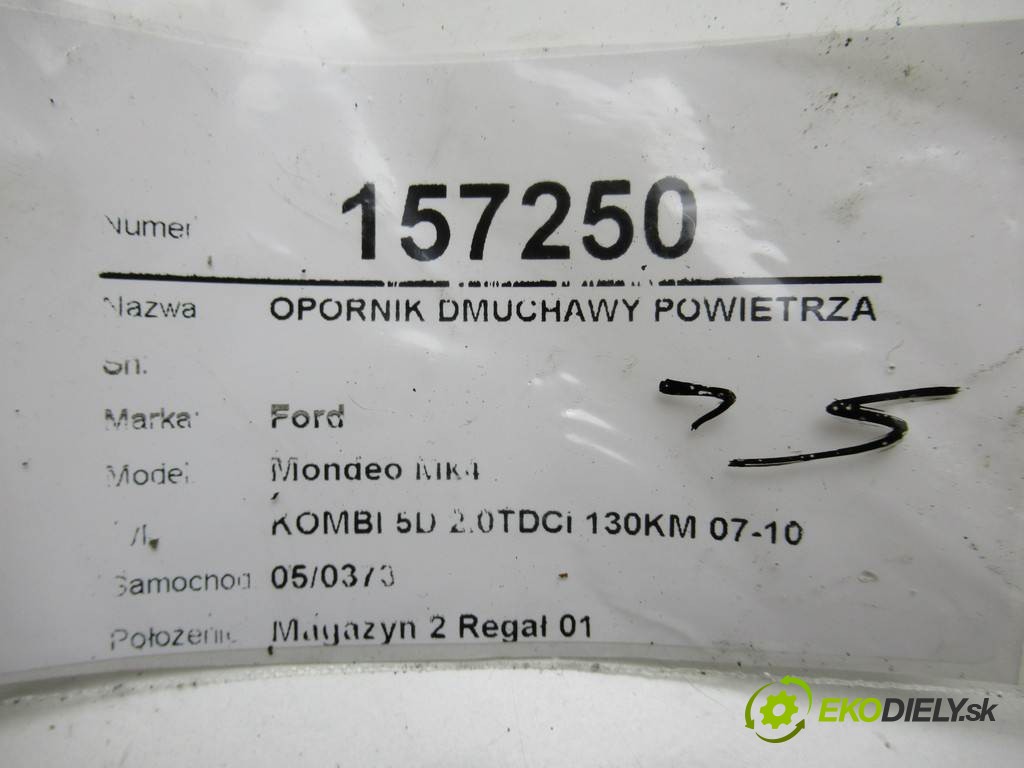 Numer 157250
Nazwa OPORNIK DMUCHAWY POWIETRZA
Sn:
Marka: Ford
Model: Mondeo MK4
KOMBI 5D 2.0TDCi 130KM 07-10
Samochod 05/0373
Położenie Magazyn 2 Regał 01
EKODIELY.sk